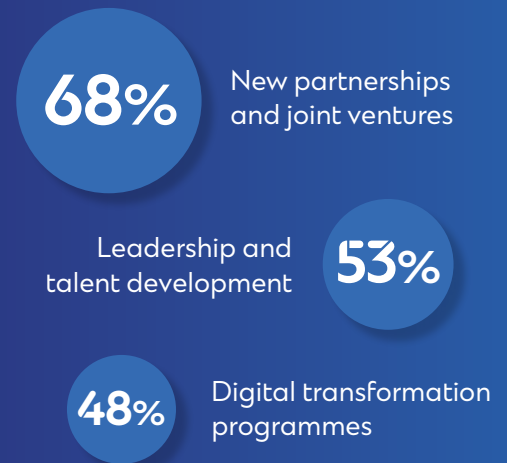 68%
New partnerships
and joint ventures
Leadership and
talent development
53%
48%
Digital transformation
programmes